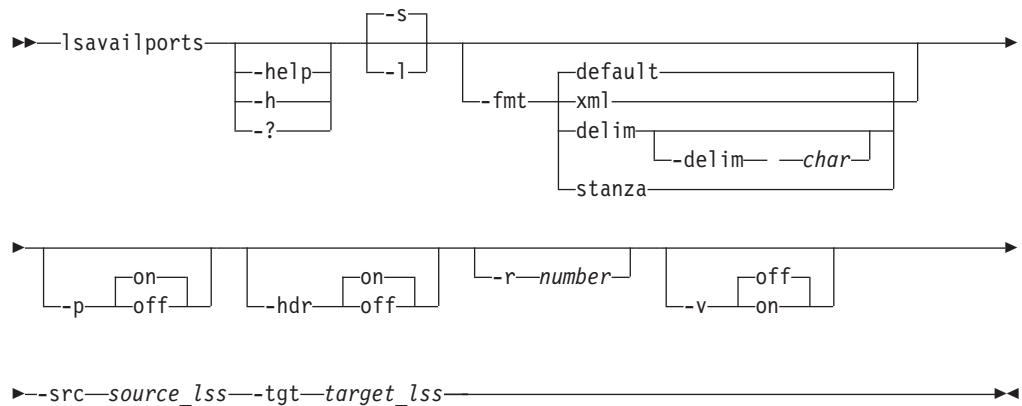 -s
lsavailports
-help -l default
-h -fmt xml
-? delim
-delim char
stanza
on on off
-p off -hdr off -r number -v on
-src source_lss -tgt target_lss